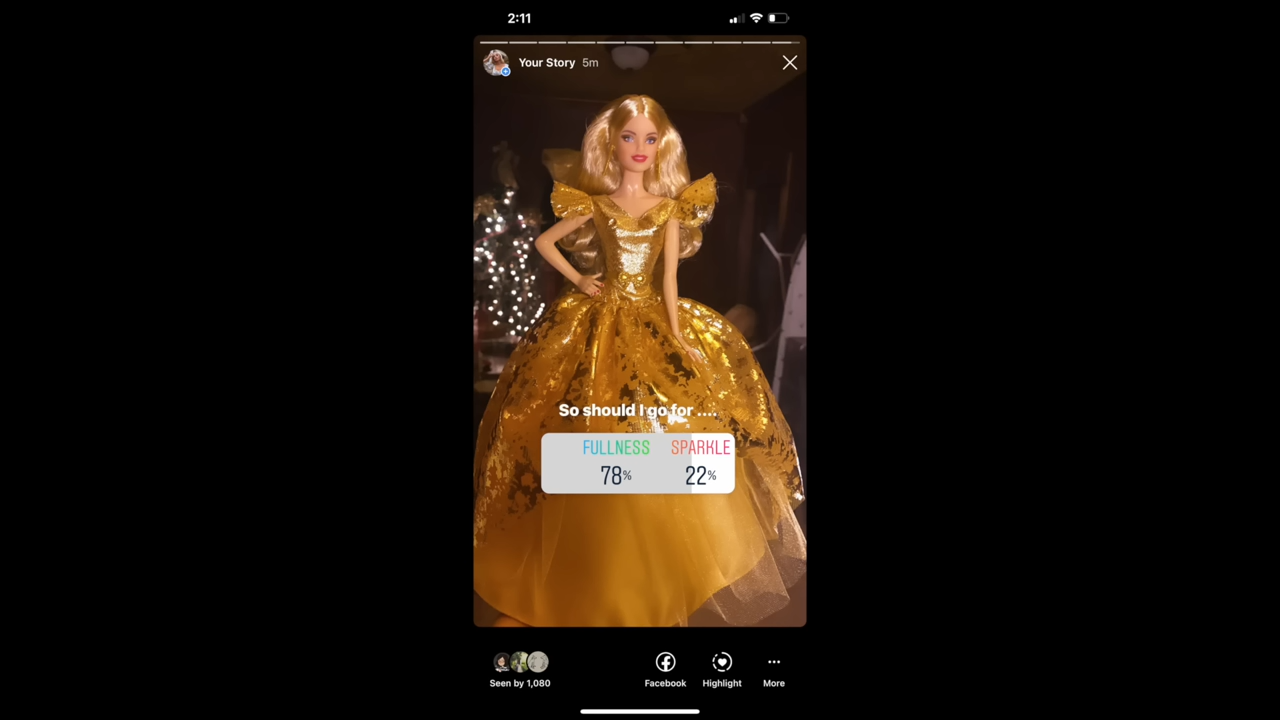 2:11
Your Story 5m
So should I go for ....
FULLNESS SPARKLE
78% 22%
Seen by 1,080
Facebook
Highlight
More